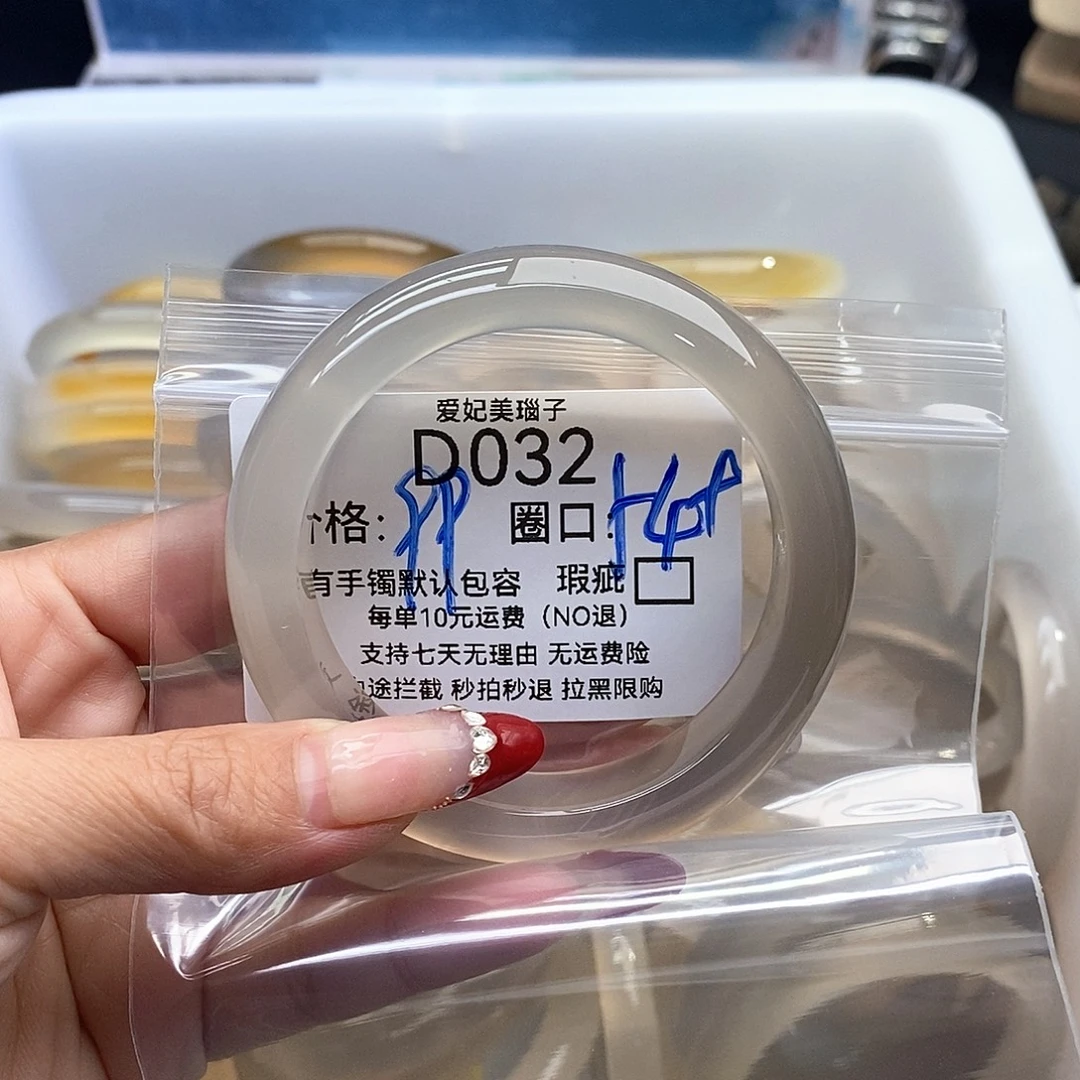 爱妃美瑙子
D032
格: 圈口:
有手镯默认包容 瑕疵
每单10元运费（NO退）
支持七天无理由 无运费险
途拦截 秒拍秒退 拉黑限购